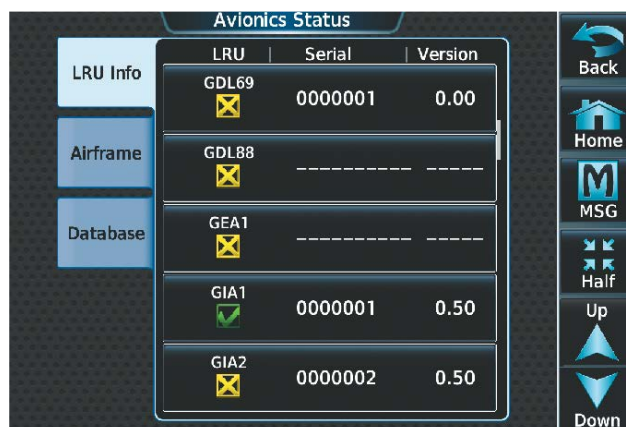 Avionics Status
LRU Info
Airframe
Database
LRU | Serial | Version
GDL69
0000001 0.00
GDL88
------- ----
GEA1
------- ----
GIA1
0000001 0.50
GIA2
0000002 0.50
Back
Home
M
MSG
Half
Up
Down